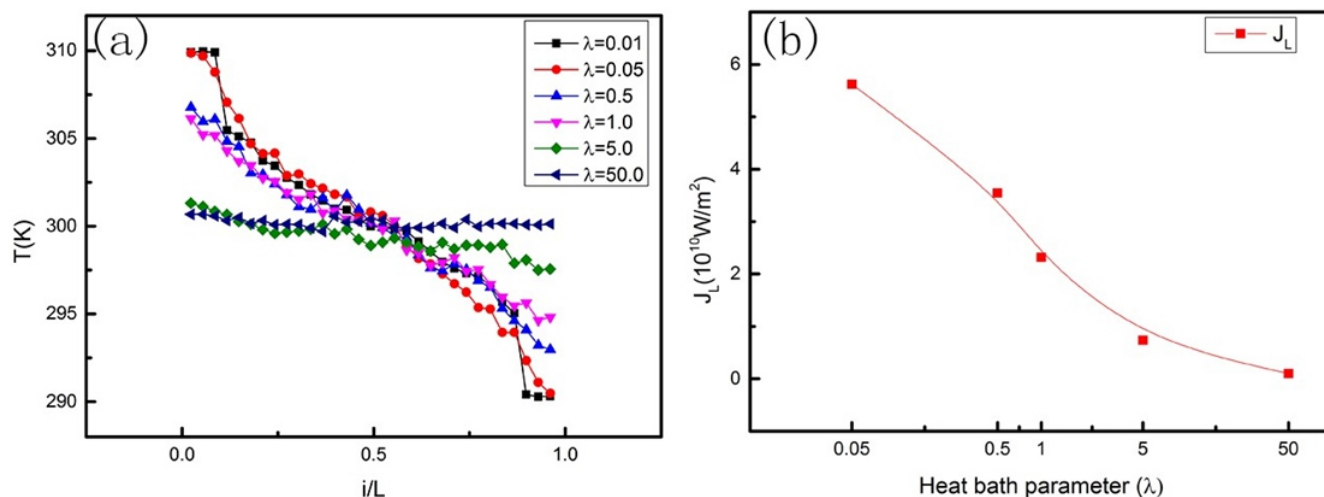 (a)
λ=0.01
λ=0.05
λ=0.5
λ=1.0
λ=5.0
λ=50.0
310
305
300
295
290
T(K)
0.0 0.5 1.0
i/L
(b)
J_L
6
4
2
0
J_L(10^10W/m^2)
0.05 0.5 1 5 50
Heat bath parameter (λ)